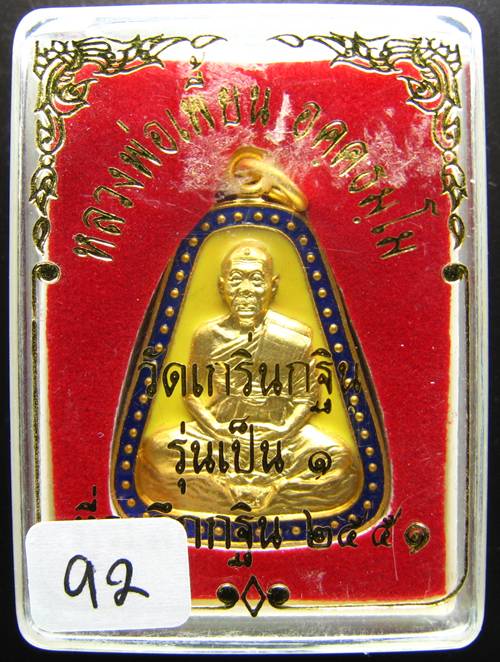 หลวงพ่อเพี้ยน อคฺคธมฺโม
วัดเกริ่นกฐิน
รุ่นเป็น ๑
กฐิน ๒๕๕๑
92